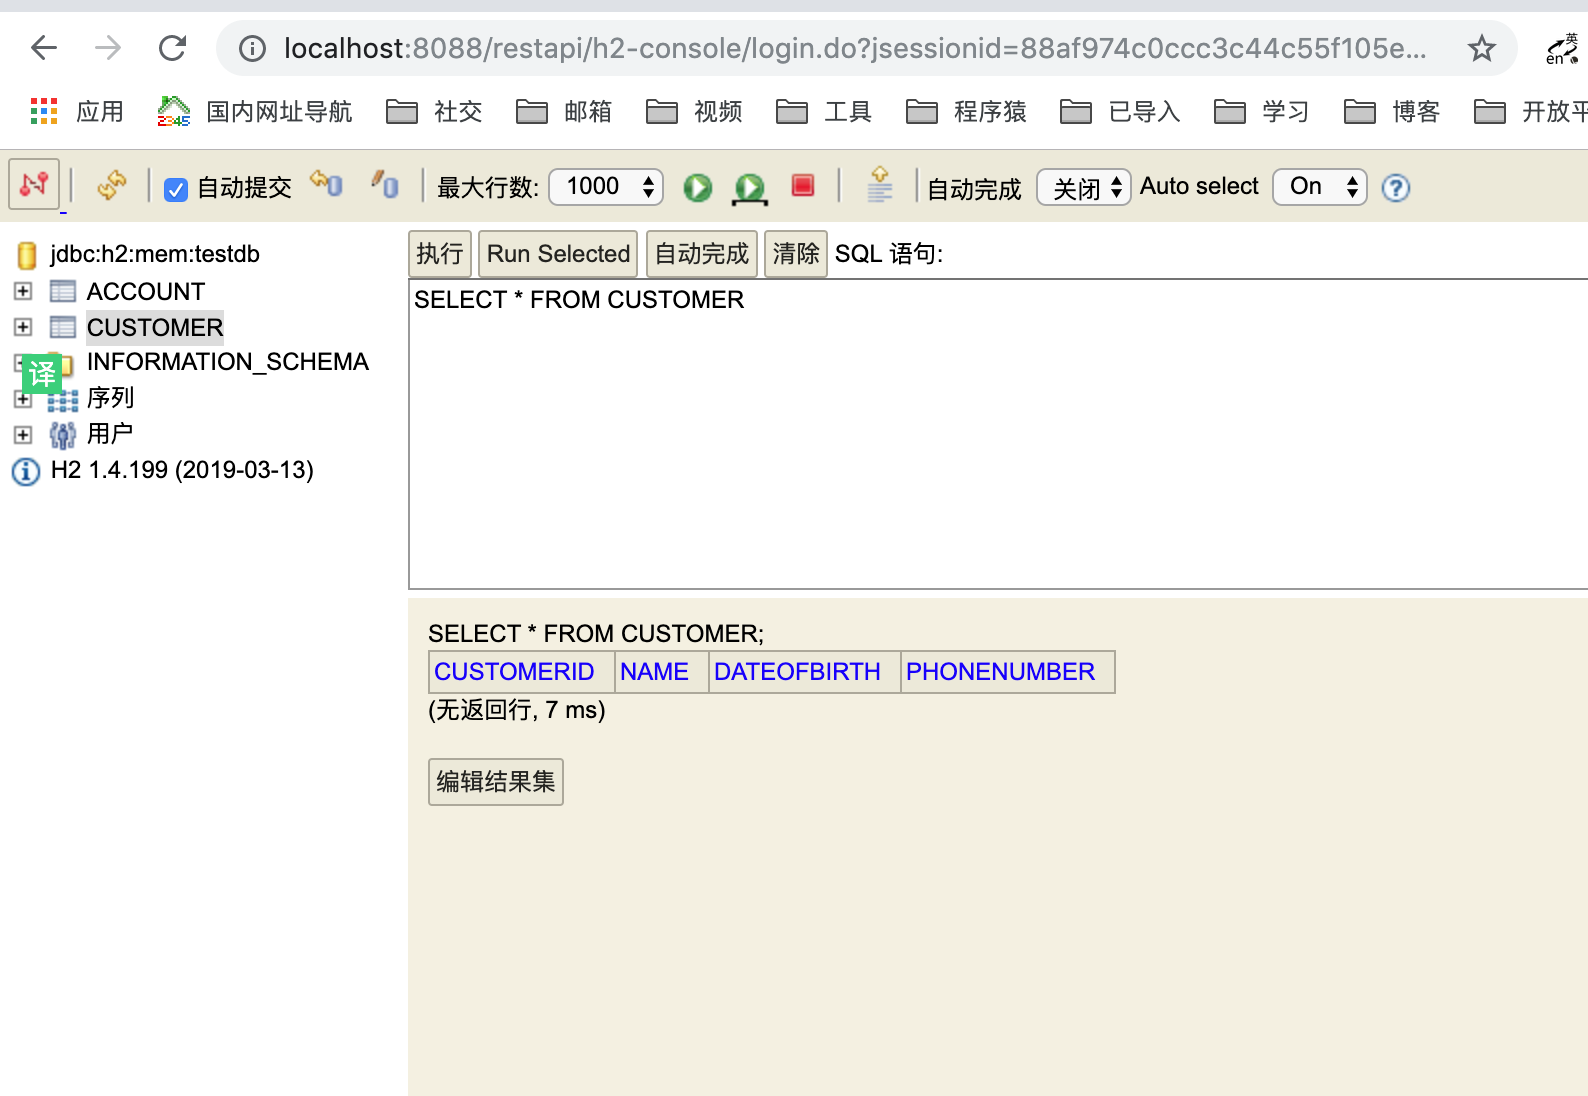 localhost:8088/restapi/h2-console/login.do?jsessionid=88af974c0ccc3c44c55f105e...
英
en
应用 2345 国内网址导航 社交 邮箱 视频 工具 程序猿 已导入 学习 博客 开放平
自动提交 最大行数: 1000 自动完成 关闭 Auto select On
jdbc:h2:mem:testdb
ACCOUNT
CUSTOMER
INFORMATION_SCHEMA
译
序列
用户
H2 1.4.199 (2019-03-13)
执行 Run Selected 自动完成 清除 SQL 语句:
SELECT * FROM CUSTOMER
SELECT * FROM CUSTOMER;
CUSTOMERID NAME DATEOFBIRTH PHONENUMBER
(无返回行, 7 ms)
编辑结果集